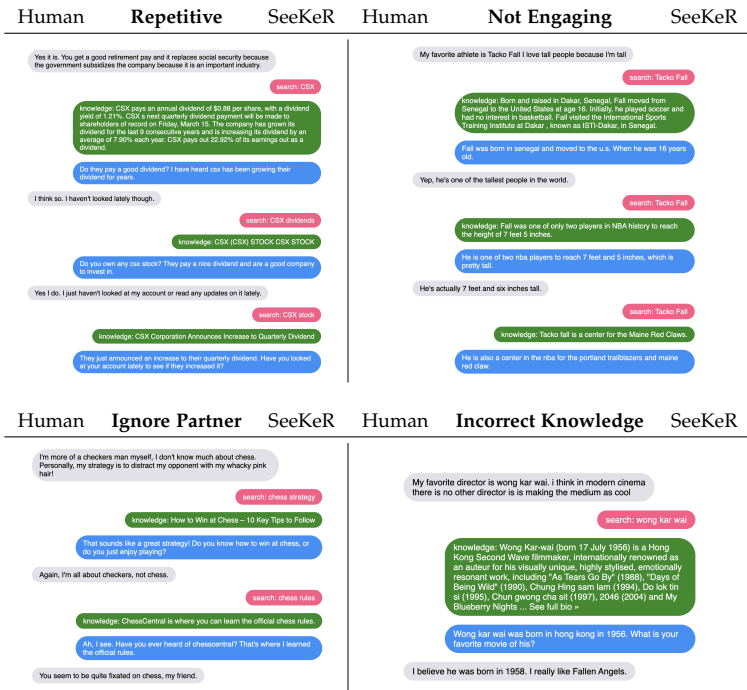 Human Repetitive SeeKeR
Yes it is. You get a good retirement pay and it replaces social security because
the government subsidizes the company because it is an important industry.
search: CSX
knowledge: CSX pays an annual dividend of $0.88 per share, with a dividend
yield of 1.21%. CSX s next quarterly dividend payment will be made to
shareholders of record on Friday, March 15. The company has grown its
dividend for the last 9 consecutive years and is increasing its dividend by an
average of 7.90% each year. CSX pays out 22.92% of its earnings out as a
dividend.
Do they pay a good dividend? I have heard csx has been growing their
dividend for years.
I think so. I haven't looked lately though.
search: CSX dividends
knowledge: CSX (CSX) STOCK CSX STOCK
Do you own any csx stock? They pay a nice dividend and are a good company
to invest in.
Yes I do. I just haven't looked at my account or read any updates on it lately.
search: CSX stock
knowledge: CSX Corporation Announces Increase to Quarterly Dividend
They just announced an increase to their quarterly dividend. Have you looked
at your account lately to see if they increased it?
Human Not Engaging SeeKeR
My favorite athlete is Tacko Fall I love tall people because I'm tall
search: Tacko Fall
knowledge: Born and raised in Dakar, Senegal, Fall moved from
Senegal to the United States at age 16. Initially, he played soccer and
had no interest in basketball. Fall visited the International Sports
Training Institute at Dakar , known as ISTI-Dakar, in Senegal.
Fall was born in senegal and moved to the u.s. When he was 16 years
old.
Yep, he's one of the tallest people in the world.
search: Tacko Fall
knowledge: Fall was one of only two players in NBA history to reach
the height of 7 feet 5 inches.
He is one of two nba players to reach 7 feet and 5 inches, which is
pretty tall.
He's actually 7 feet and six inches tall.
search: Tacko Fall
knowledge: Tacko fall is a center for the Maine Red Claws.
He is also a center in the nba for the portland trailblazers and maine
red claw.
Human Ignore Partner SeeKeR
I'm more of a checkers man myself, I don't know much about chess.
Personally, my strategy is to distract my opponent with my whacky pink
hair!
search: chess strategy
knowledge: How to Win at Chess – 10 Key Tips to Follow
That sounds like a great strategy! Do you know how to win at chess, or
do you just enjoy playing?
Again, I'm all about checkers, not chess.
search: chess rules
knowledge: ChessCentral is where you can learn the official chess rules.
Ah, I see. Have you ever heard of chesscentral? That's where I learned
the official rules.
You seem to be quite fixated on chess, my friend.
Human Incorrect Knowledge SeeKeR
My favorite director is wong kar wai. i think in modern cinema
there is no other director is is making the medium as cool
search: wong kar wai
knowledge: Wong Kar-wai (born 17 July 1956) is a Hong
Kong Second Wave filmmaker, internationally renowned as
an auteur for his visually unique, highly stylised, emotionally
resonant work, including "As Tears Go By" (1988), "Days of
Being Wild" (1990), Chung Hing sam lam (1994), Do lok tin
si (1995), Chun gwong cha sit (1997), 2046 (2004) and My
Blueberry Nights ... See full bio »
Wong kar wai was born in hong kong in 1956. What is your
favorite movie of his?
I believe he was born in 1958. I really like Fallen Angels.